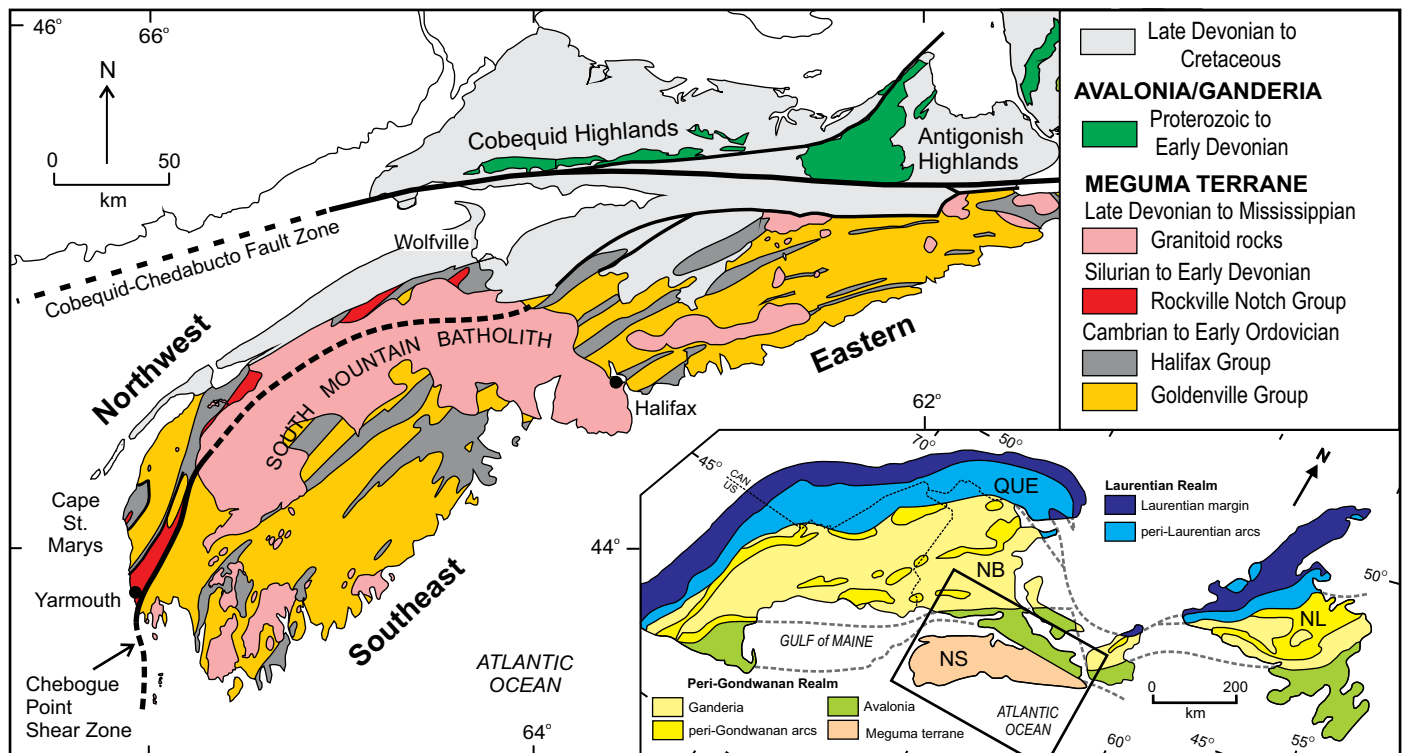 46°
66°
N
0 50
km
Cobequid Highlands
Antigonish
Highlands
Cobequid-Chedabucto Fault Zone
Wolfville
Northwest
SOUTH MOUNTAIN BATHOLITH
Eastern
Halifax
Cape
St.
Marys
44°
Yarmouth
Southeast
Chebogue
Point
Shear Zone
ATLANTIC
OCEAN
64°
62°
Late Devonian to
Cretaceous
AVALONIA/GANDERIA
Proterozoic to
Early Devonian
MEGUMA TERRANE
Late Devonian to Mississippian
Granitoid rocks
Silurian to Early Devonian
Rockville Notch Group
Cambrian to Early Ordovician
Halifax Group
Goldenville Group
70°
50°
45°
CAN
US
QUE
N
Laurentian Realm
Laurentian margin
peri-Laurentian arcs
50°
NB
NL
GULF of MAINE
NS
Peri-Gondwanan Realm
Ganderia
Avalonia
peri-Gondwanan arcs
Meguma terrane
ATLANTIC
OCEAN
0 200
km
60°
45°
55°